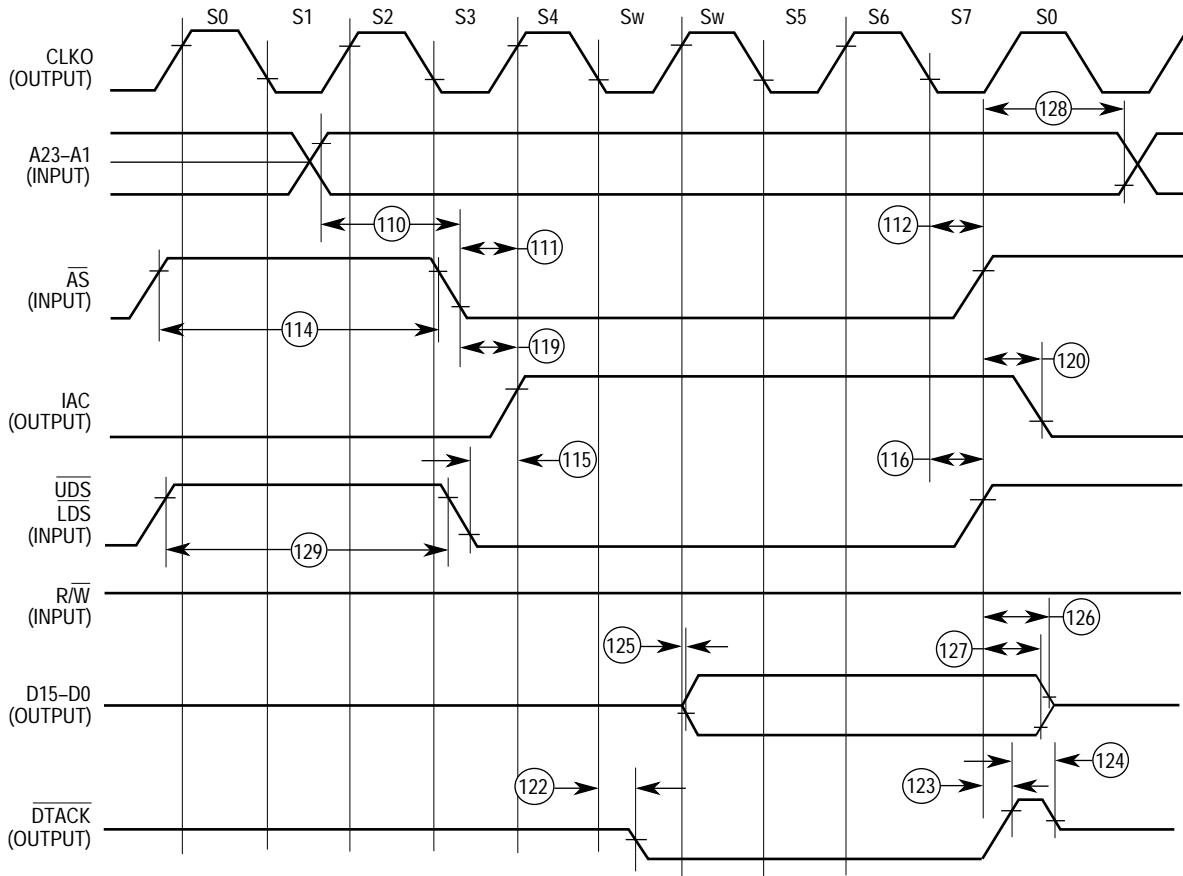 S0 S1 S2 S3 S4 Sw Sw S5 S6 S7 S0
CLKO
(OUTPUT)
128
A23–A1
(INPUT)
110
112
111
AS
(INPUT)
114
119
120
IAC
(OUTPUT)
115
116
UDS
LDS
(INPUT)
129
R/W
(INPUT)
126
125
127
D15–D0
(OUTPUT)
124
122
123
DTACK
(OUTPUT)